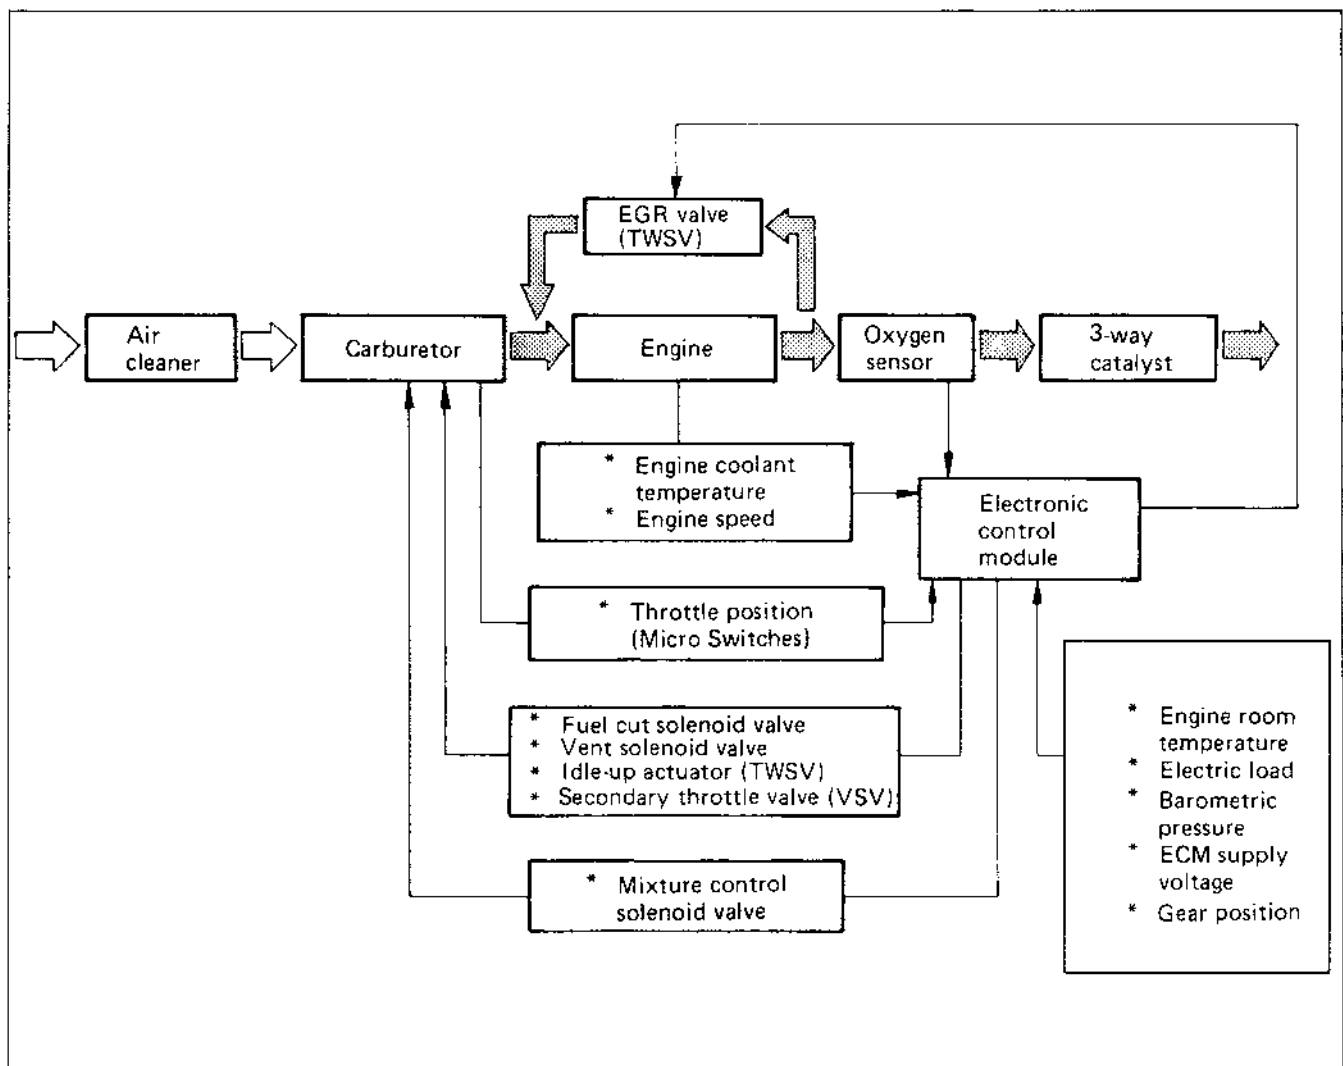 EGR valve
(TWSV)
Air
cleaner
Carburetor
Engine
Oxygen
sensor
3-way
catalyst
* Engine coolant
temperature
* Engine speed
Electronic
control
module
* Throttle position
(Micro Switches)
* Fuel cut solenoid valve
* Vent solenoid valve
* Idle-up actuator (TWSV)
* Secondary throttle valve (VSV)
* Mixture control
solenoid valve
* Engine room
temperature
* Electric load
* Barometric
pressure
* ECM supply
voltage
* Gear position